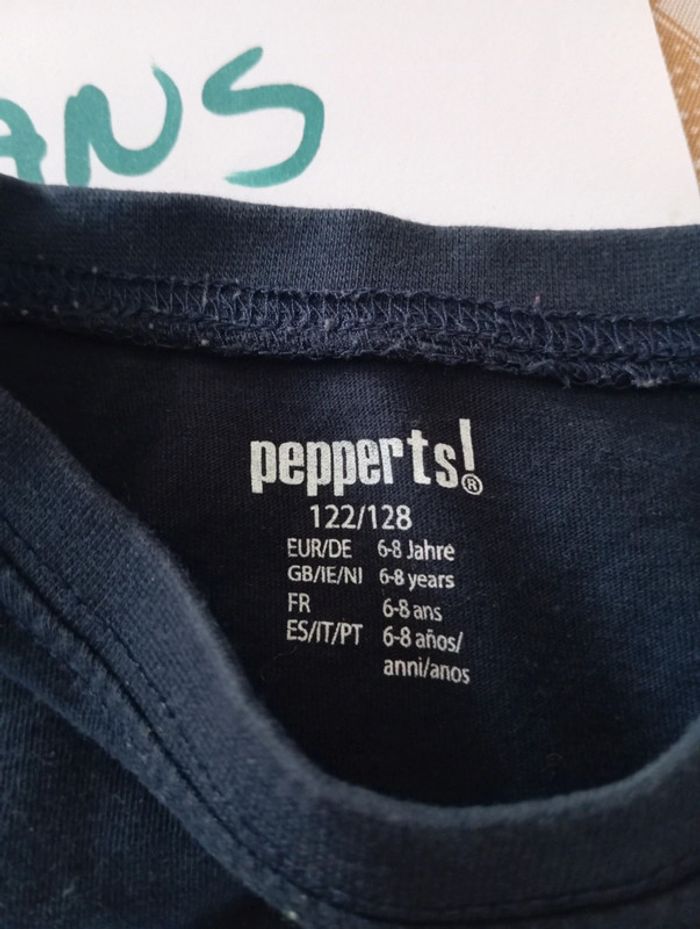 ANS
pepperts!®
122/128
EUR/DE 6-8 Jahre
GB/IE/NI 6-8 years
FR 6-8 ans
ES/IT/PT 6-8 años/
anni/anos